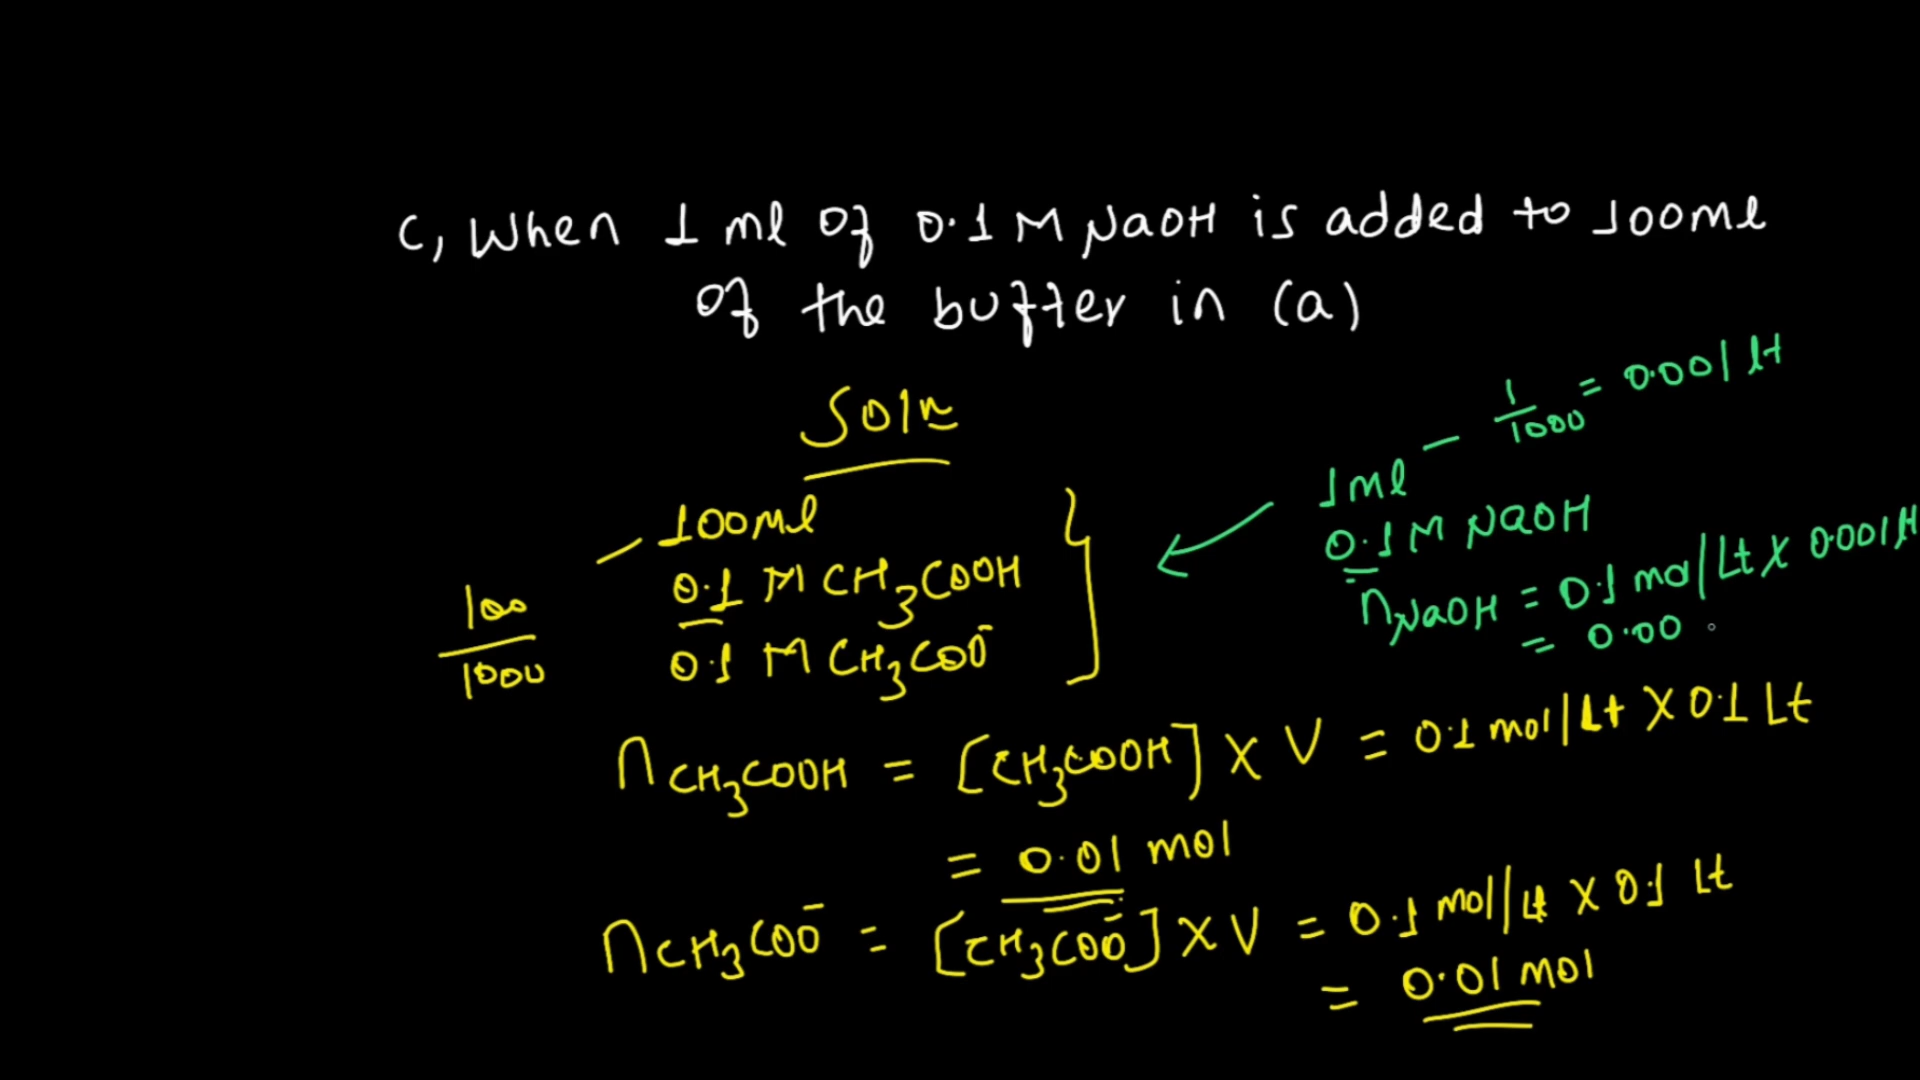 C, When 1 ml of 0.1 M NaOH is added to 100ml
of the buffer in (a)
Soln
1ml — 1/1000 = 0.001 lt
0.1 M NaOH
nNaOH = 0.1 mol/Lt X 0.001 lt
= 0.00
100/1000 — 100ml
0.1 M CH₃COOH
0.1 M CH₃COO⁻
nCH₃COOH = [CH₃COOH] X V = 0.1 mol/Lt X 0.1 Lt
= 0.01 mol
nCH₃COO⁻ = [CH₃COO⁻] X V = 0.1 mol/Lt X 0.1 Lt
= 0.01 mol